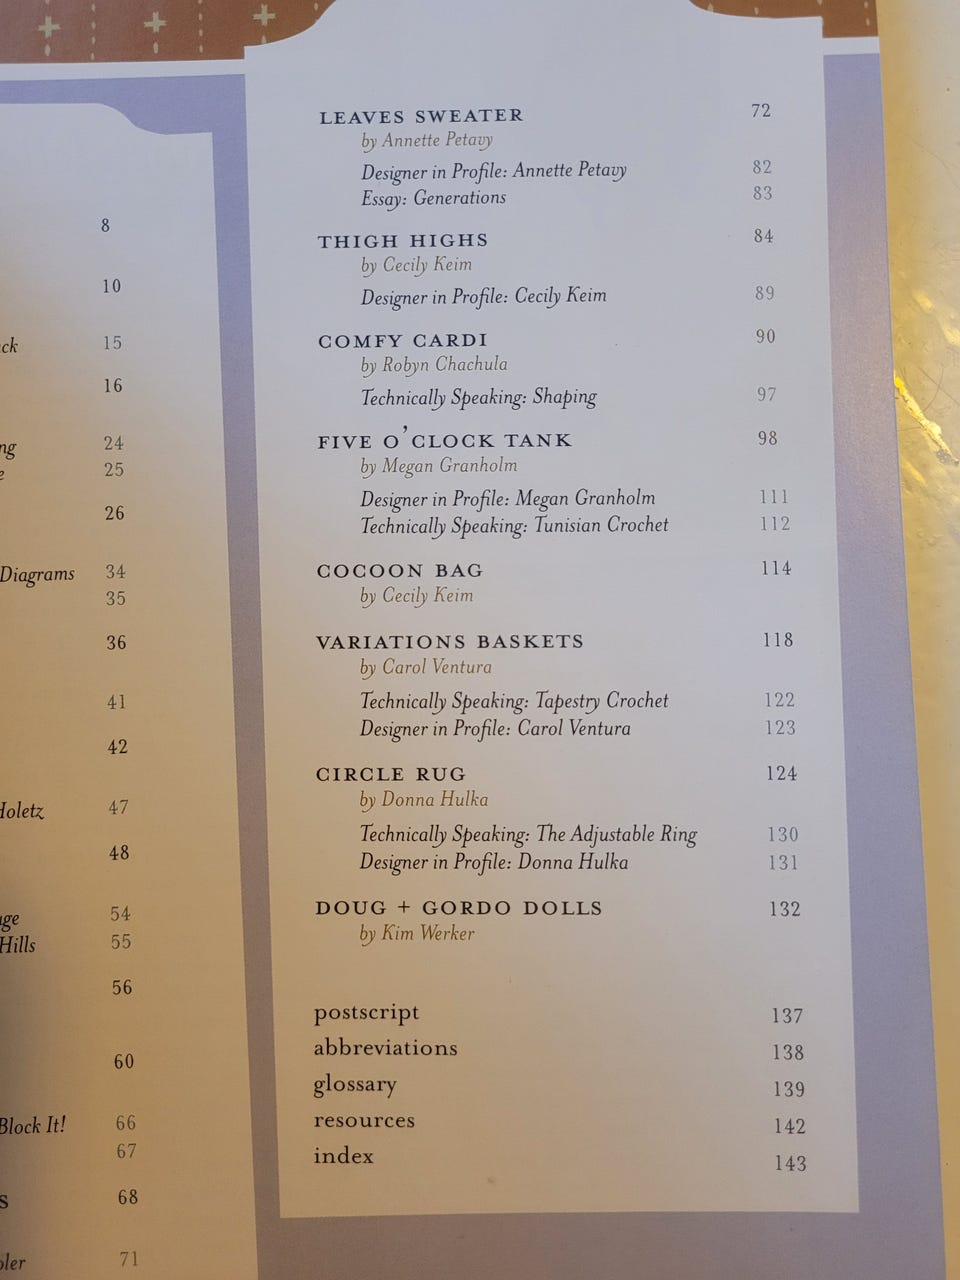 8
10
15
16
24
25
26
Diagrams 34
35
36
41
42
Holetz 47
48
54
Hills 55
56
60
Block It! 66
67
68
71
LEAVES SWEATER 72
by Annette Petavy
Designer in Profile: Annette Petavy 82
Essay: Generations 83
THIGH HIGHS 84
by Cecily Keim
Designer in Profile: Cecily Keim 89
COMFY CARDI 90
by Robyn Chachula
Technically Speaking: Shaping 97
FIVE O'CLOCK TANK 98
by Megan Granholm
Designer in Profile: Megan Granholm 111
Technically Speaking: Tunisian Crochet 112
COCOON BAG 114
by Cecily Keim
VARIATIONS BASKETS 118
by Carol Ventura
Technically Speaking: Tapestry Crochet 122
Designer in Profile: Carol Ventura 123
CIRCLE RUG 124
by Donna Hulka
Technically Speaking: The Adjustable Ring 130
Designer in Profile: Donna Hulka 131
DOUG + GORDO DOLLS 132
by Kim Werker
postscript 137
abbreviations 138
glossary 139
resources 142
index 143